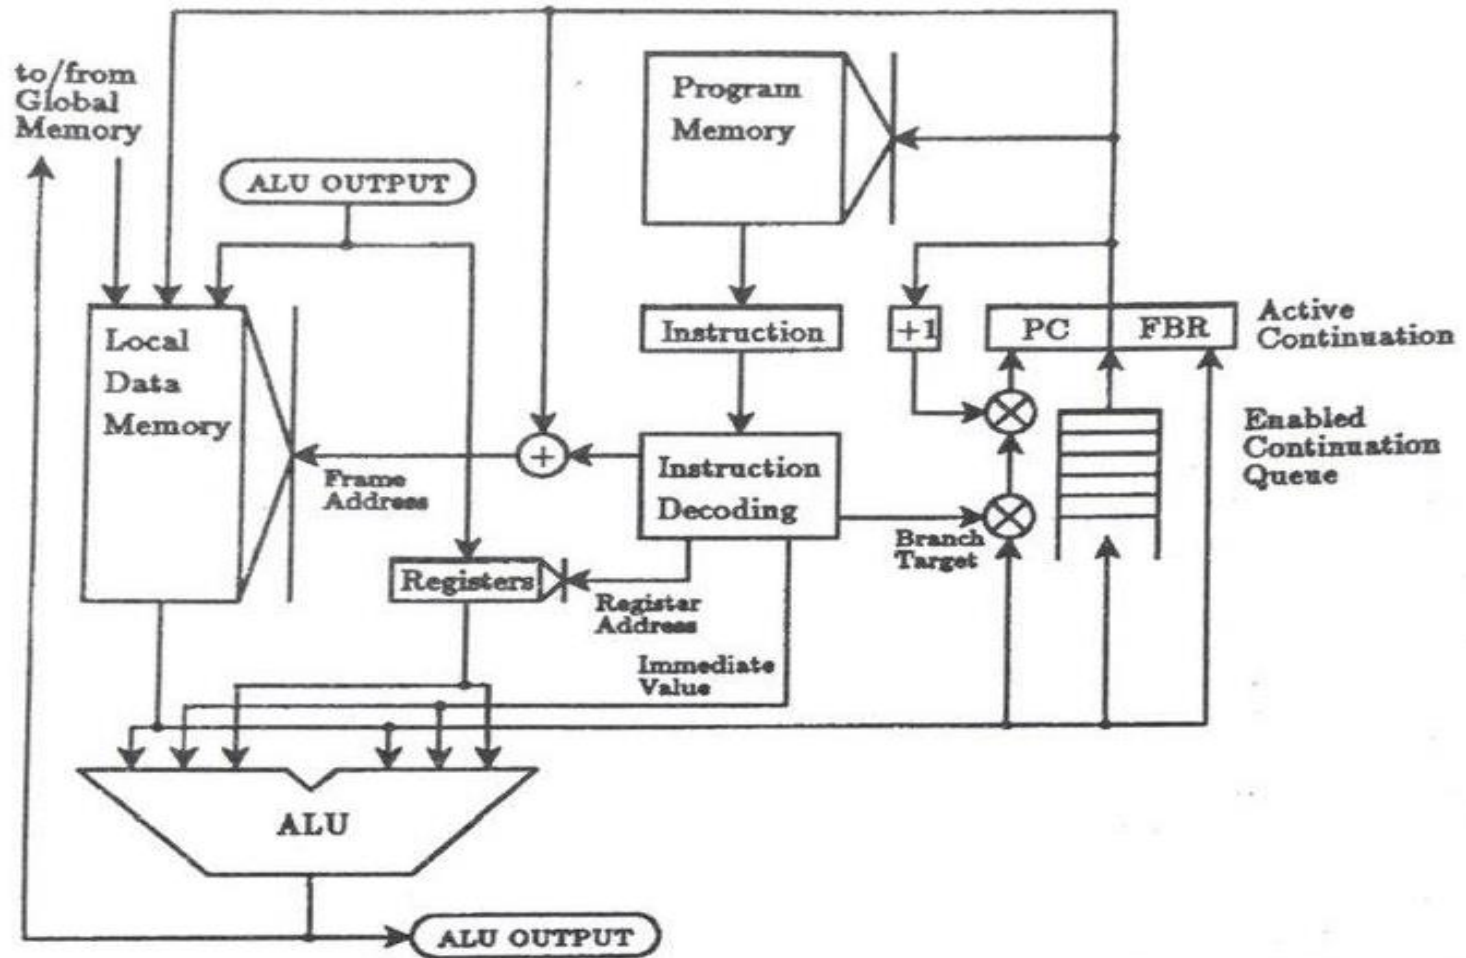 to/from
Global
Memory
ALU OUTPUT
Program
Memory
Local
Data
Memory
Instruction
+1
PC
FBR
Active
Continuation
Enabled
Continuation
Queue
+
Frame
Address
Instruction
Decoding
Branch
Target
Registers
Register
Address
Immediate
Value
ALU
ALU OUTPUT